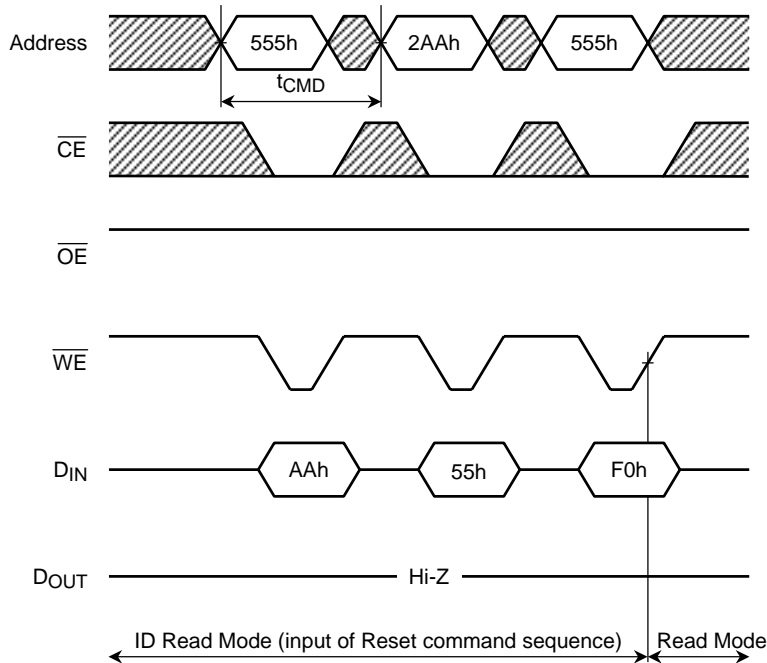 Address 555h 2AAh 555h
tCMD
CE
OE
WE
DIN AAh 55h F0h
DOUT Hi-Z
ID Read Mode (input of Reset command sequence) Read Mode